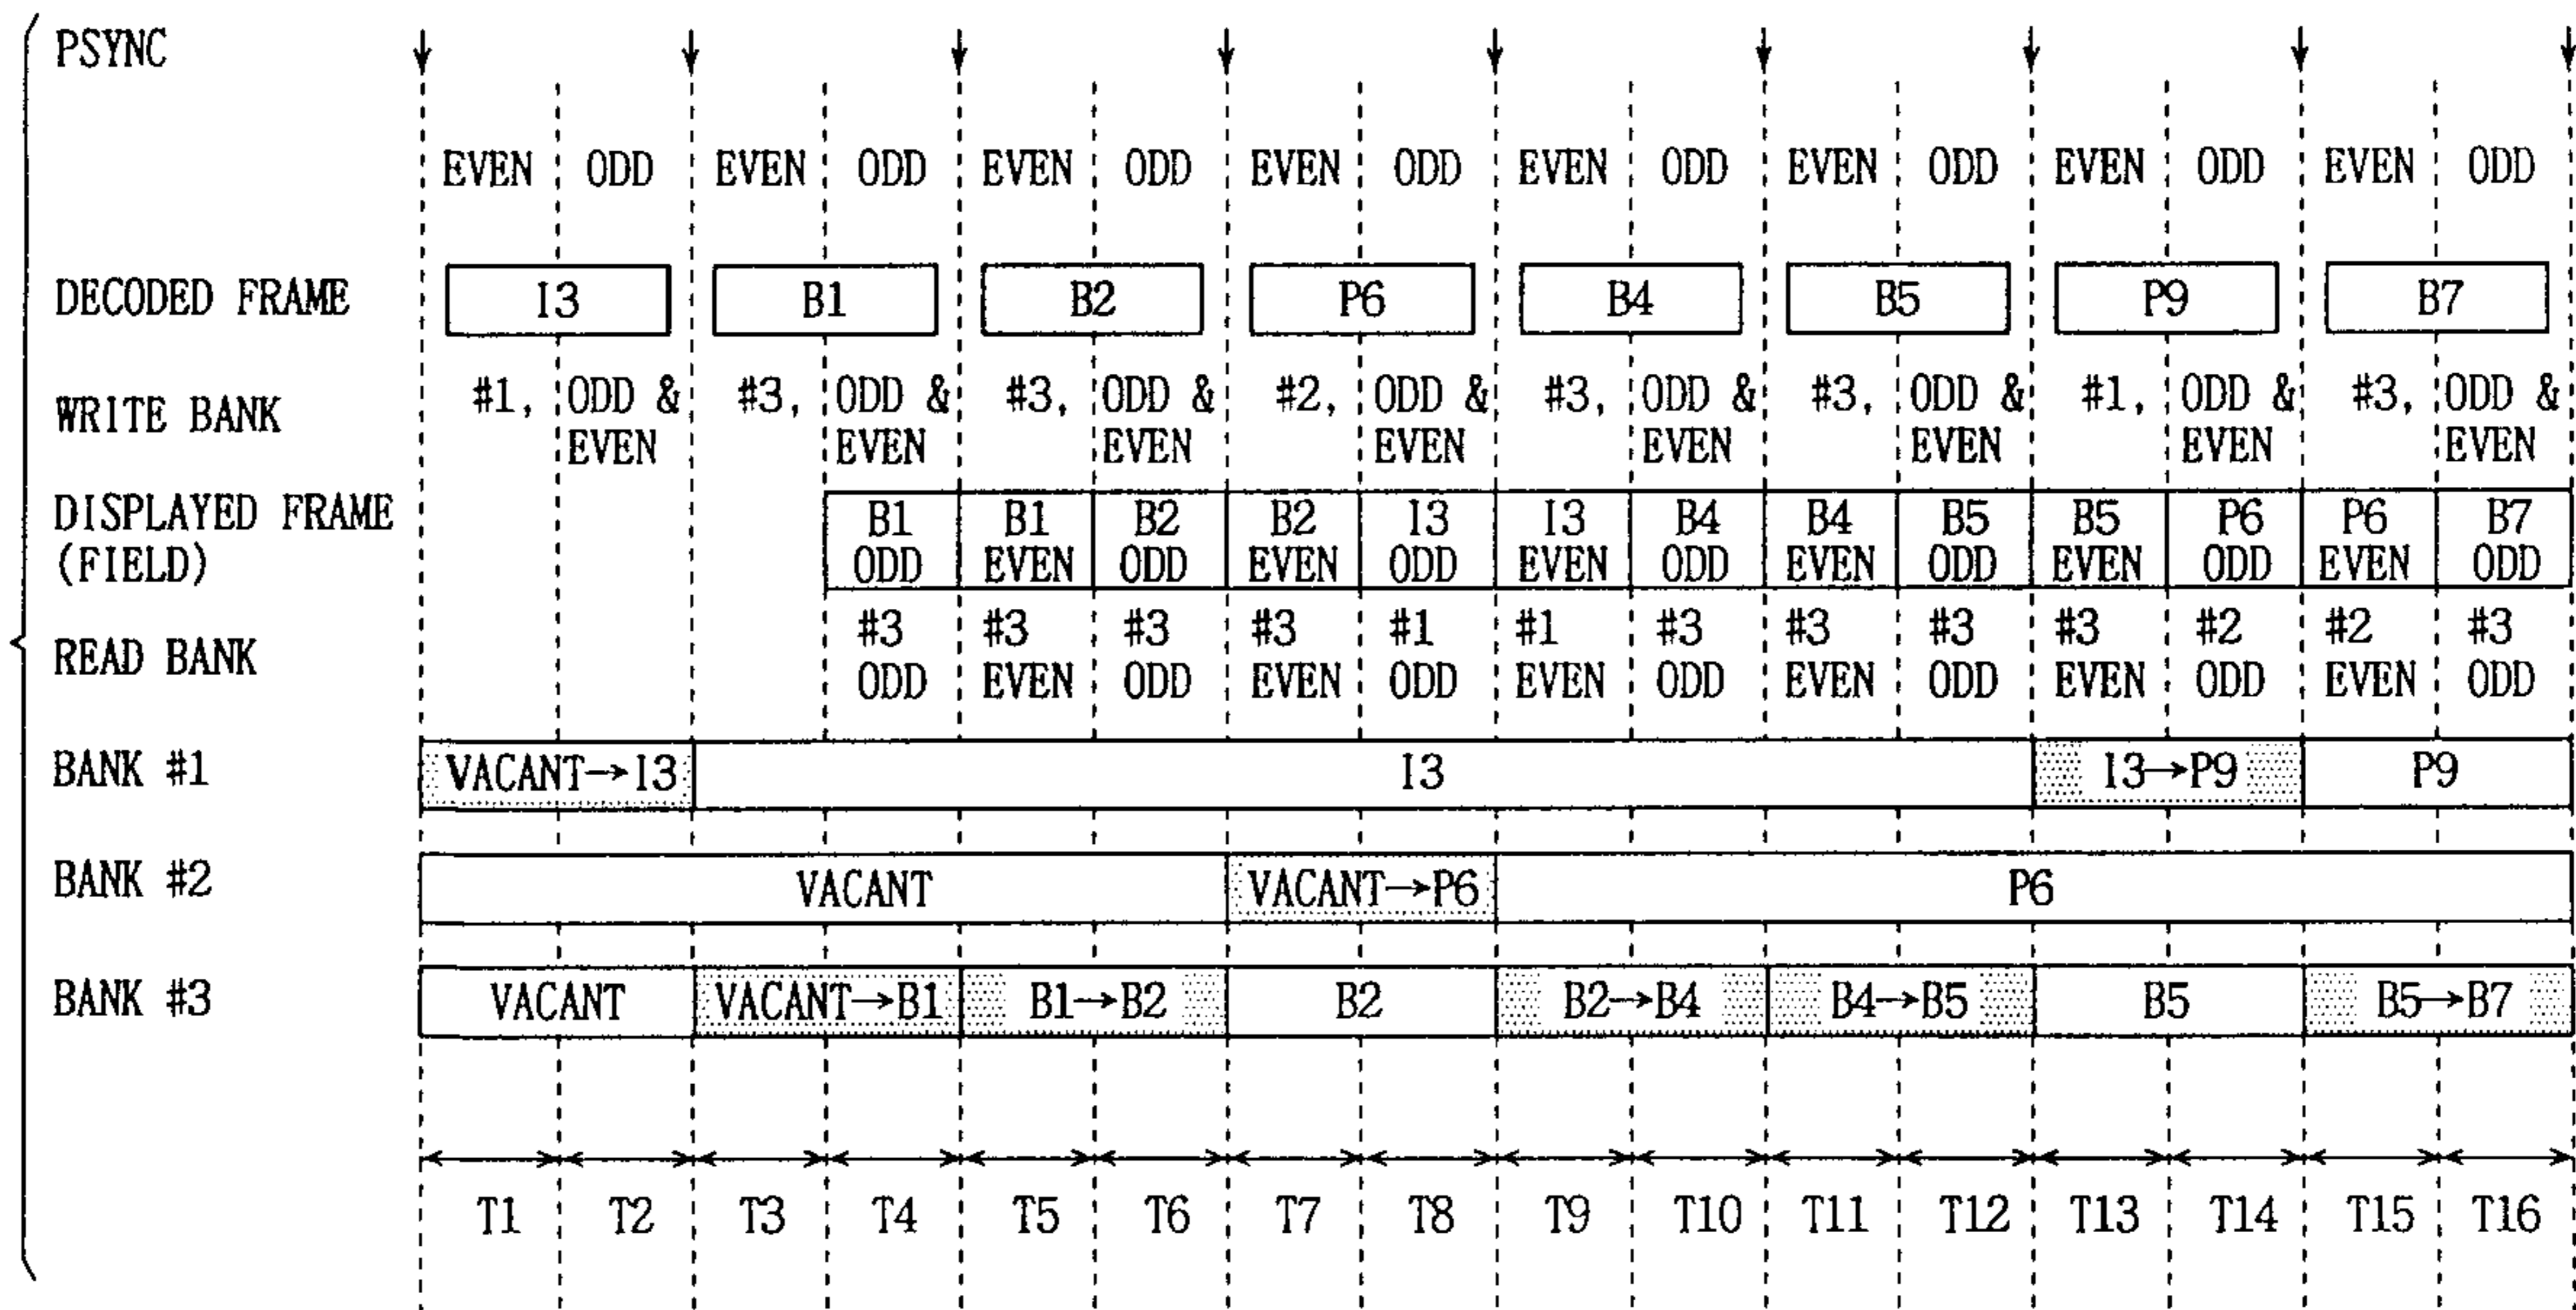 PSYNC
EVEN ODD EVEN ODD EVEN ODD EVEN ODD EVEN ODD EVEN ODD EVEN ODD EVEN ODD
DECODED FRAME I3 B1 B2 P6 B4 B5 P9 B7
WRITE BANK #1, ODD & #3, ODD & #3, ODD & #2, ODD & #3, ODD & #3, ODD & #1, ODD & #3, ODD &
EVEN EVEN EVEN EVEN EVEN EVEN EVEN EVEN
DISPLAYED FRAME B1 B1 B2 B2 I3 I3 B4 B4 B5 B5 P6 P6 B7
(FIELD) ODD EVEN ODD EVEN ODD EVEN ODD EVEN ODD EVEN ODD EVEN ODD
READ BANK #3 #3 #3 #3 #1 #1 #3 #3 #3 #3 #2 #2 #3
ODD EVEN ODD EVEN ODD EVEN ODD EVEN ODD EVEN ODD EVEN ODD
BANK #1 VACANT→I3 I3 I3→P9 P9
BANK #2 VACANT VACANT→P6 P6
BANK #3 VACANT VACANT→B1 B1→B2 B2 B2→B4 B4→B5 B5 B5→B7
T1 T2 T3 T4 T5 T6 T7 T8 T9 T10 T11 T12 T13 T14 T15 T16